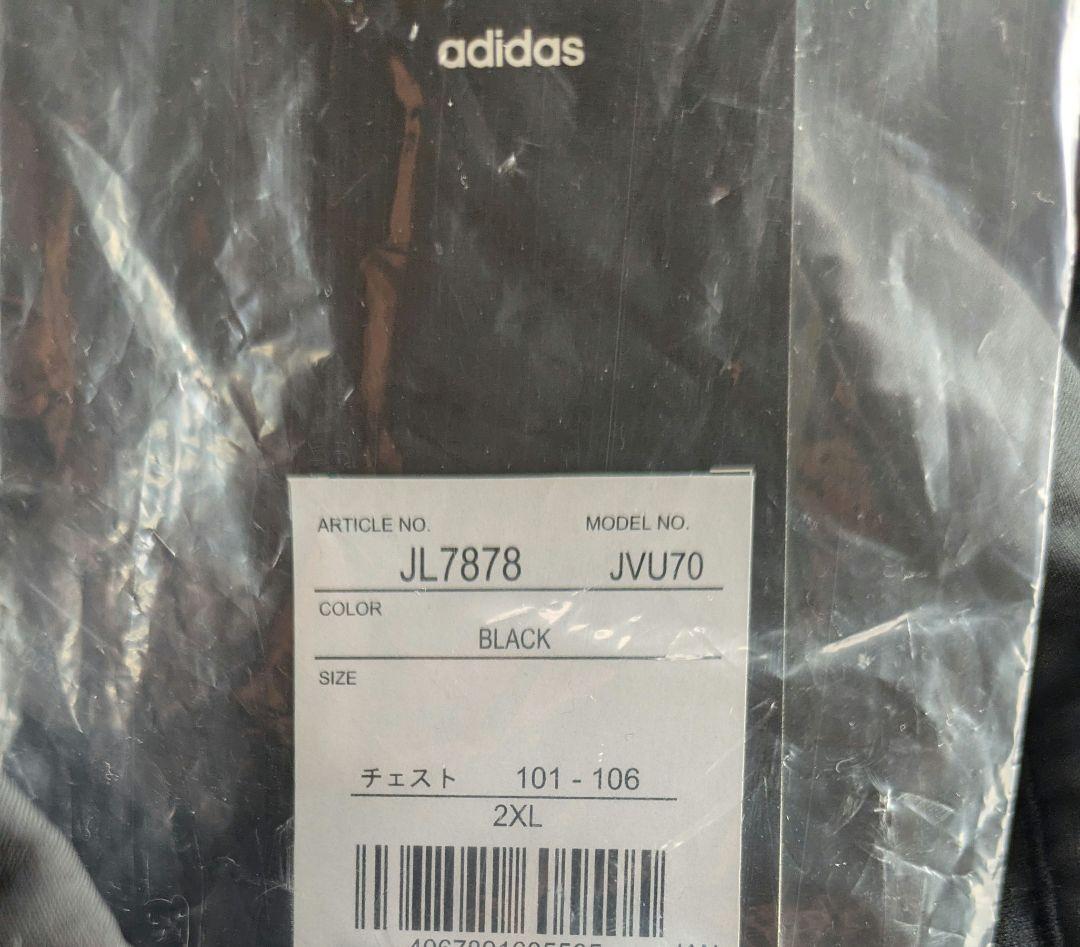 adidas
ARTICLE NO. MODEL NO.
JL7878 JVU70
COLOR
BLACK
SIZE
チェスト 101 - 106
2XL